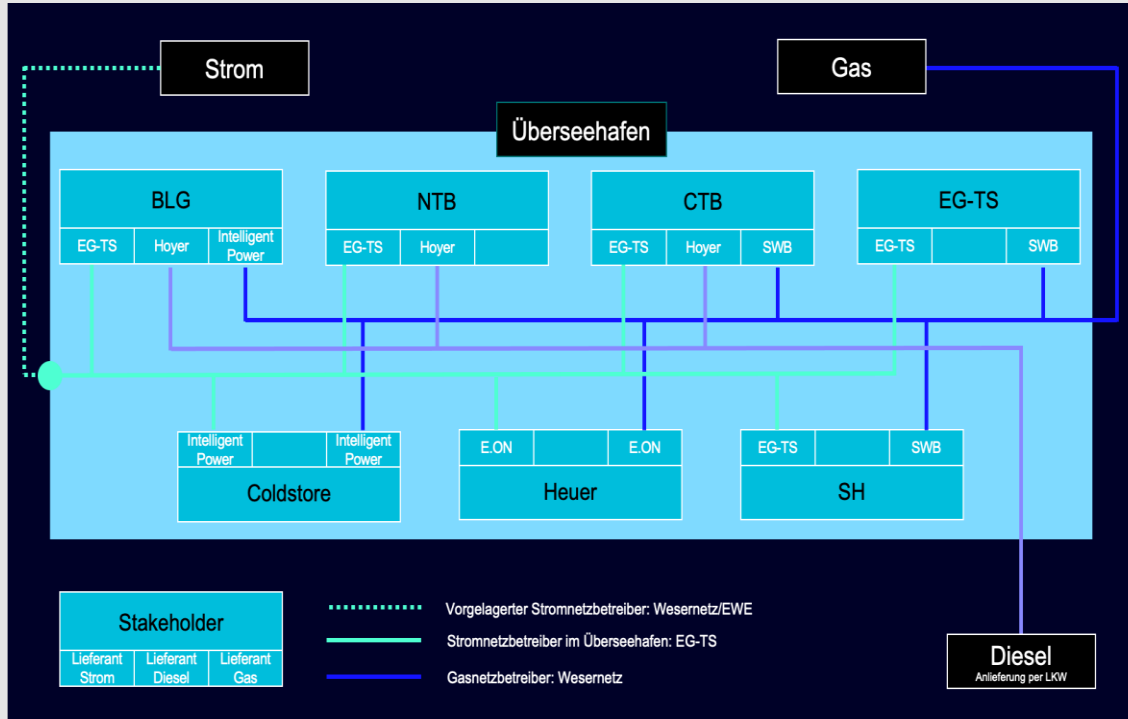 Strom
Gas
Überseehafen
BLG
EG-TS
Hoyer
Intelligent
Power
NTB
EG-TS
Hoyer
CTB
EG-TS
Hoyer
SWB
EG-TS
EG-TS
SWB
Intelligent
Power
Intelligent
Power
Coldstore
E.ON
E.ON
Heuer
EG-TS
SWB
SH
Stakeholder
Lieferant
Strom
Lieferant
Diesel
Lieferant
Gas
Vorgelagerter Stromnetzbetreiber: Wesernetz/EWE
Stromnetzbetreiber im Überseehafen: EG-TS
Gasnetzbetreiber: Wesernetz
Diesel
Anlieferung per LKW